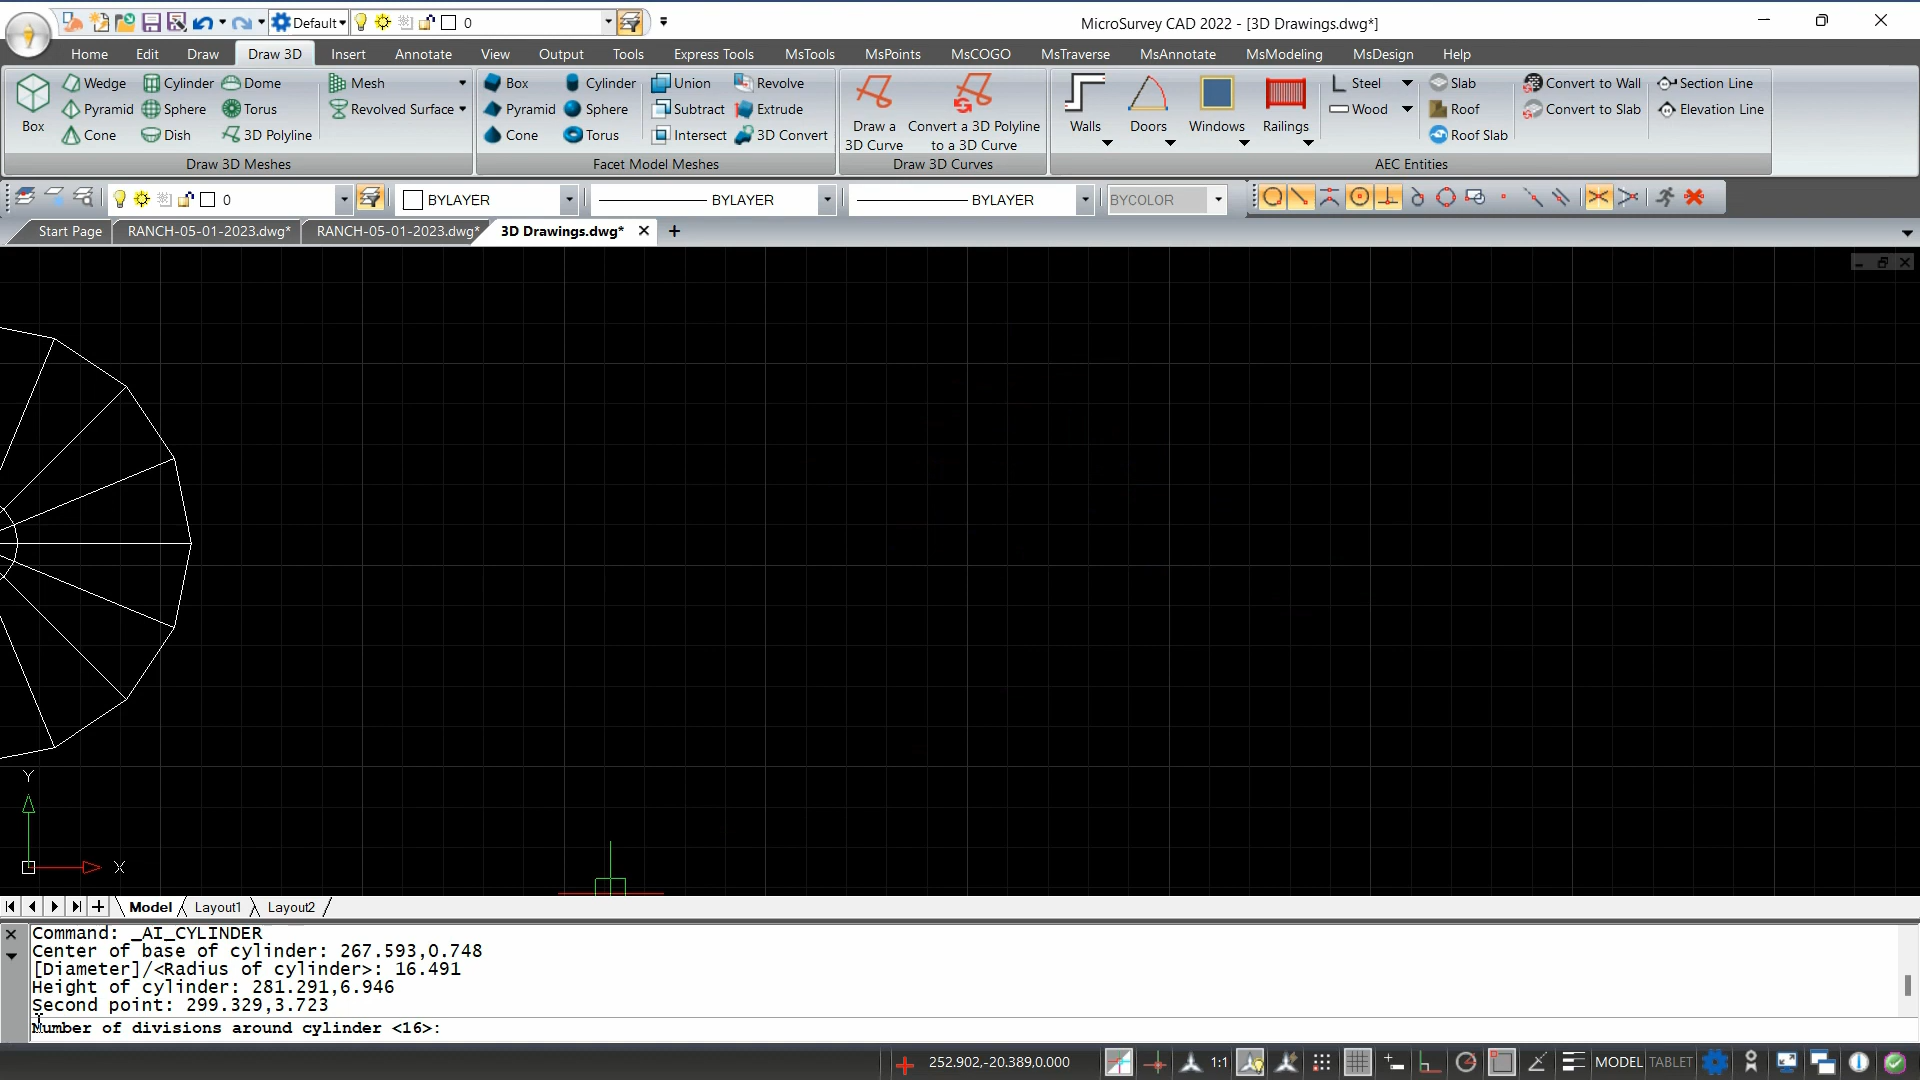 Default
0
MicroSurvey CAD 2022 - [3D Drawings.dwg*]
Home Edit Draw Draw 3D Insert Annotate View Output Tools Express Tools MsTools MsPoints MsCOGO MsTraverse MsAnnotate MsModeling MsDesign Help
Wedge Cylinder Dome Mesh Box Cylinder Union Revolve Steel Slab Convert to Wall Section Line
Pyramid Sphere Torus Revolved Surface Pyramid Sphere Subtract Extrude Wood Roof Convert to Slab Elevation Line
Box Draw a Convert a 3D Polyline Walls Doors Windows Railings
Cone Dish 3D Polyline Cone Torus Intersect 3D Convert Roof Slab
3D Curve to a 3D Curve
Draw 3D Meshes Facet Model Meshes Draw 3D Curves AEC Entities
0 BYLAYER BYLAYER BYLAYER BYCOLOR
Start Page RANCH-05-01-2023.dwg* RANCH-05-01-2023.dwg* 3D Drawings.dwg*
Y
X
Model Layout1 Layout2
Command: _AI_CYLINDER
Center of base of cylinder: 267.593,0.748
[Diameter]/<Radius of cylinder>: 16.491
Height of cylinder: 281.291,6.946
Second point: 299.329,3.723
Number of divisions around cylinder <16>:
252.902,-20.389,0.000 1:1 MODEL TABLET